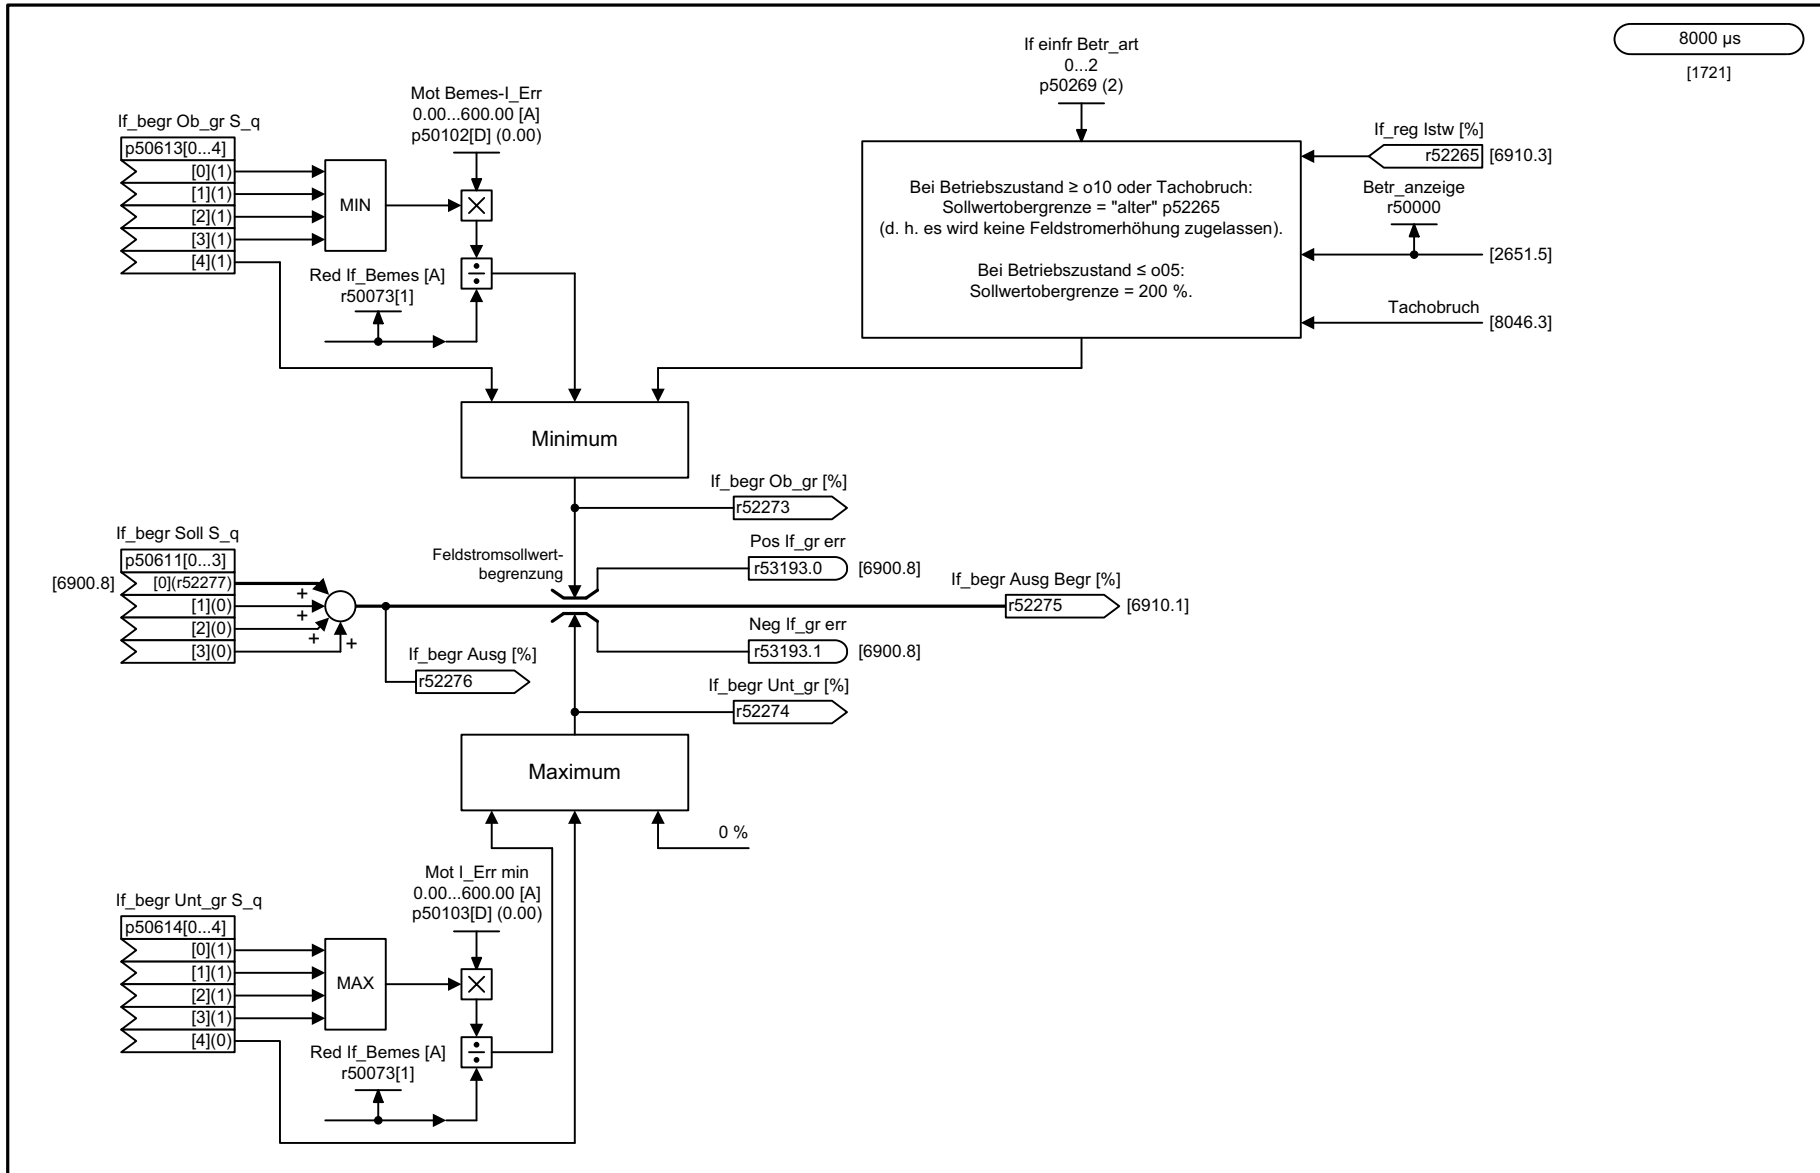 8000 µs
[1721]
If einfr Betr_art
0...2
p50269 (2)
Mot Bemes-I_Err
0.00...600.00 [A]
p50102[D] (0.00)
If_begr Ob_gr S_q
p50613[0...4]
[0](1)
[1](1)
[2](1)
[3](1)
[4](1)
MIN
Red If_Bemes [A]
r50073[1]
Bei Betriebszustand ≥ o10 oder Tachobruch:
Sollwertobergrenze = "alter" p52265
(d. h. es wird keine Feldstromerhöhung zugelassen).
Bei Betriebszustand ≤ o05:
Sollwertobergrenze = 200 %.
If_reg Istw [%]
r52265 [6910.3]
Betr_anzeige
r50000
[2651.5]
Tachobruch
[8046.3]
Minimum
If_begr Ob_gr [%]
r52273
If_begr Soll S_q
p50611[0...3]
[6900.8] [0](r52277)
[1](0)
[2](0)
[3](0)
+
+
+
+
Feldstromsollwert-
begrenzung
Pos If_gr err
r53193.0 [6900.8]
If_begr Ausg Begr [%]
r52275 [6910.1]
Neg If_gr err
r53193.1 [6900.8]
If_begr Ausg [%]
r52276
If_begr Unt_gr [%]
r52274
Maximum
0 %
Mot I_Err min
0.00...600.00 [A]
p50103[D] (0.00)
If_begr Unt_gr S_q
p50614[0...4]
[0](1)
[1](1)
[2](1)
[3](1)
[4](0)
MAX
Red If_Bemes [A]
r50073[1]